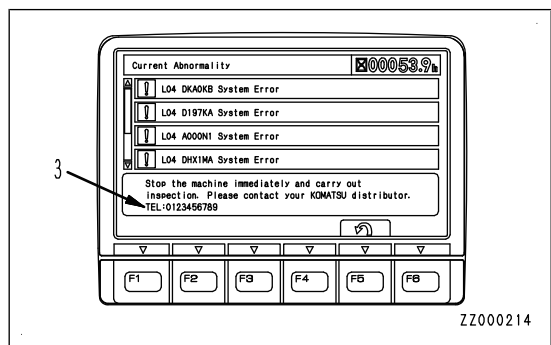 Current Abnormality 00053.9h
L04 DKA0KB System Error
L04 D197KA System Error
L04 A000N1 System Error
L04 DHX1MA System Error
3
Stop the machine immediately and carry out
inspection. Please contact your KOMATSU distributor.
TEL:0123456789
F1 F2 F3 F4 F5 F6
ZZ000214